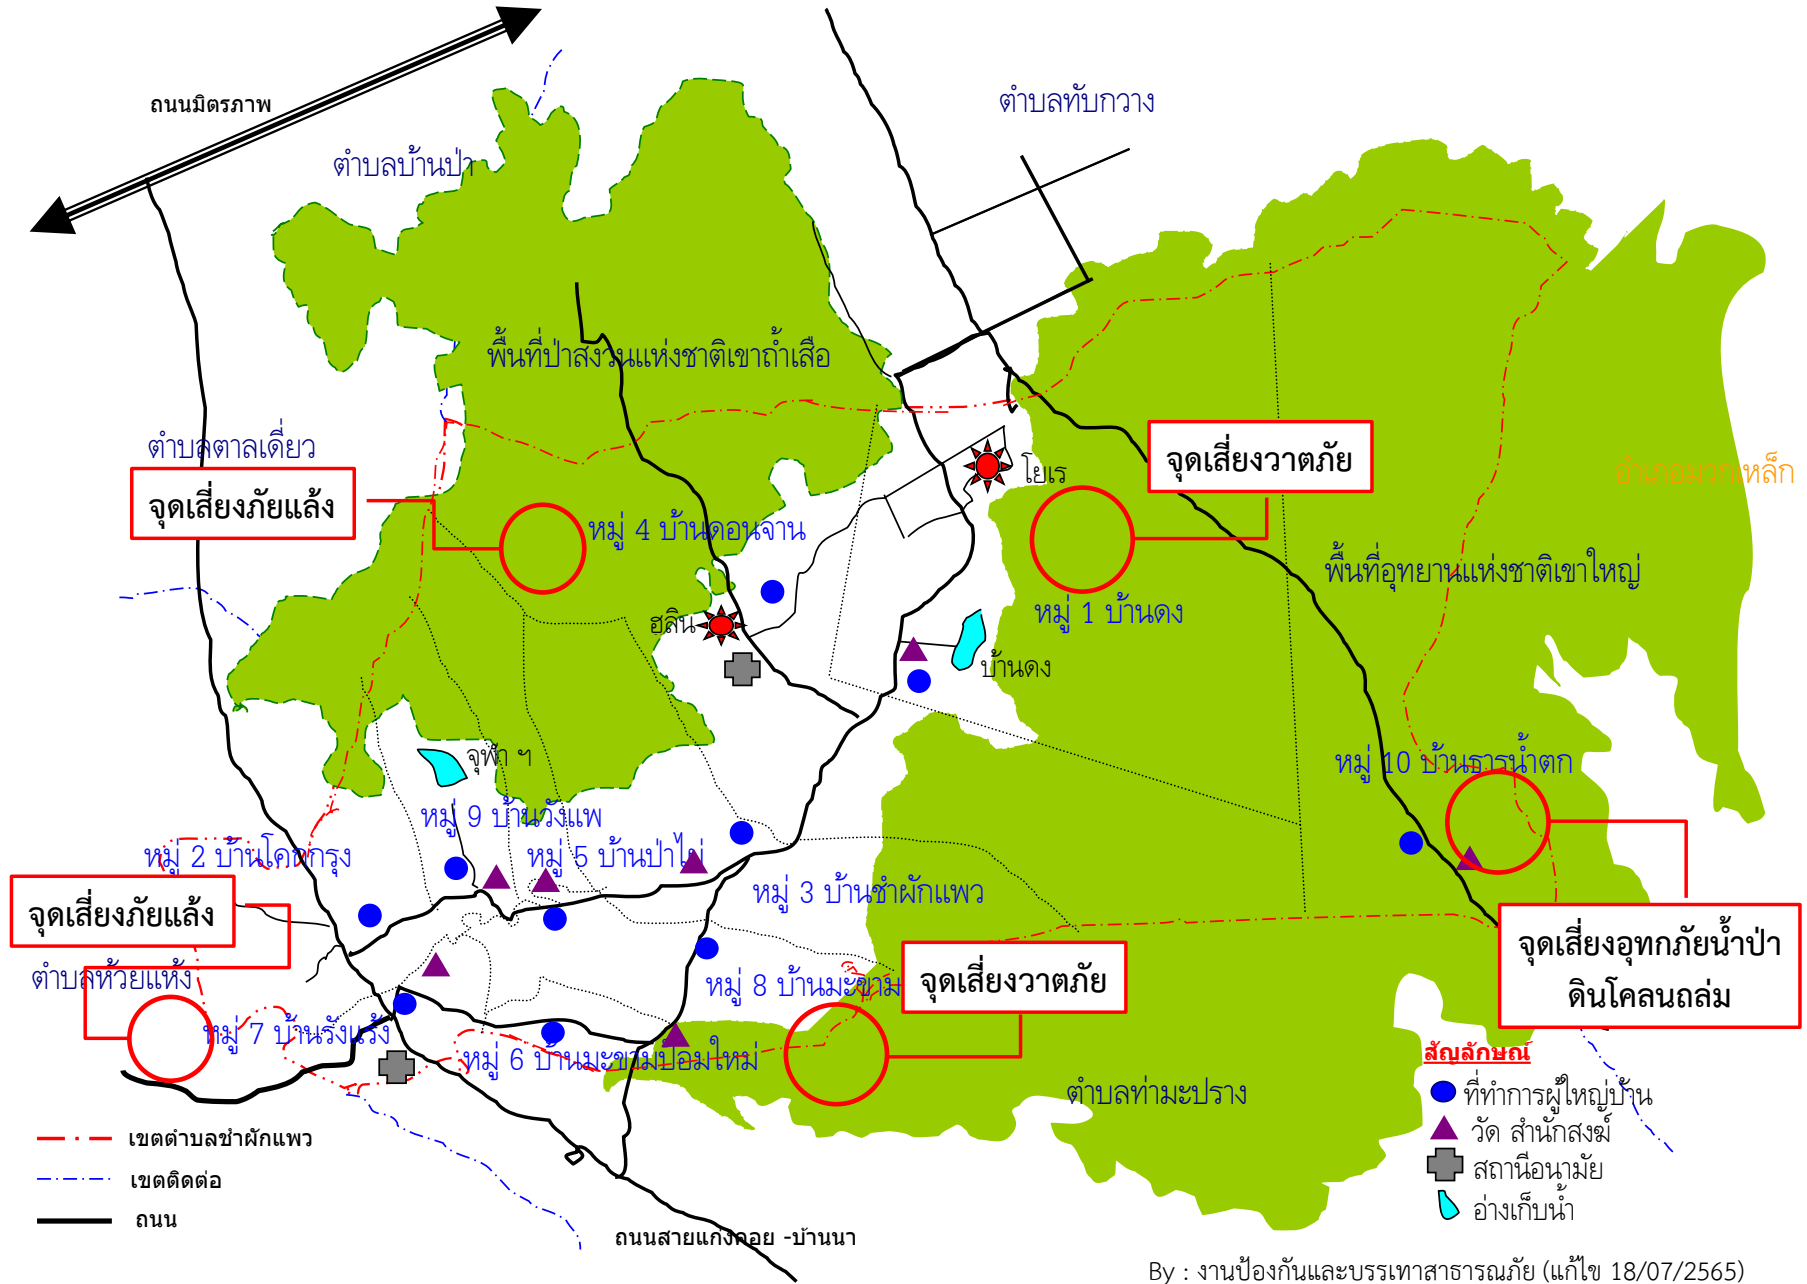 ถนนมิตรภาพ
ตำบลทับกวาง
ตำบลบ้านป่า
พื้นที่ป่าสงวนแห่งชาติเขาถ้ำเสือ
ตำบลตาลเดี่ยว
จุดเสี่ยงภัยแล้ง
จุดเสี่ยงวาตภัย
โยเร
อำเภอมวกเหล็ก
หมู่ 4 บ้านดอนจาน
พื้นที่อุทยานแห่งชาติเขาใหญ่
หมู่ 1 บ้านดง
ฮลิน
บ้านดง
จุฬา ฯ
หมู่ 10 บ้านธารน้ำตก
หมู่ 9 บ้านวังแพ
หมู่ 2 บ้านโคกกรุง
หมู่ 5 บ้านป่าไผ่
หมู่ 3 บ้านชำผักแพว
จุดเสี่ยงภัยแล้ง
จุดเสี่ยงอุทกภัยน้ำป่า
ดินโคลนถล่ม
ตำบลห้วยแห้ง
หมู่ 8 บ้านมะขาม
จุดเสี่ยงวาตภัย
หมู่ 7 บ้านรังแร้ง
หมู่ 6 บ้านมะขามป้อมใหม่
ตำบลท่ามะปราง
สัญลักษณ์
ที่ทำการผู้ใหญ่บ้าน
วัด สำนักสงฆ์
สถานีอนามัย
อ่างเก็บน้ำ
เขตตำบลชำผักแพว
เขตติดต่อ
ถนน
ถนนสายแก่งคอย -บ้านนา
By : งานป้องกันและบรรเทาสาธารณภัย (แก้ไข 18/07/2565)